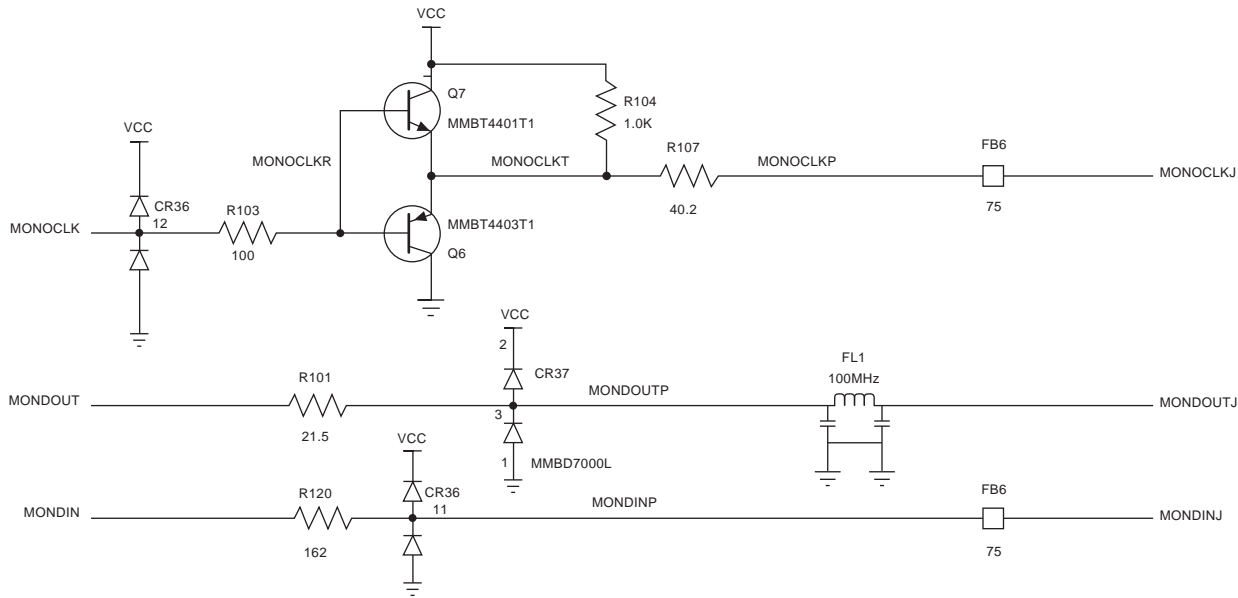 VCC
Q7
MMBT4401T1
R104
1.0K
VCC
MONOCLKR
MONOCLKT
R107
MONOCLKP
FB6
MONOCLKJ
40.2
75
CR36
12
R103
MONOCLK
100
MMBT4403T1
Q6
VCC
2
CR37
R101
MONDOUT
21.5
3
MONDOUTP
FL1
100MHz
MONDOUTJ
1
MMBD7000L
VCC
R120
MONDIN
162
CR36
11
MONDINP
FB6
MONDINJ
75